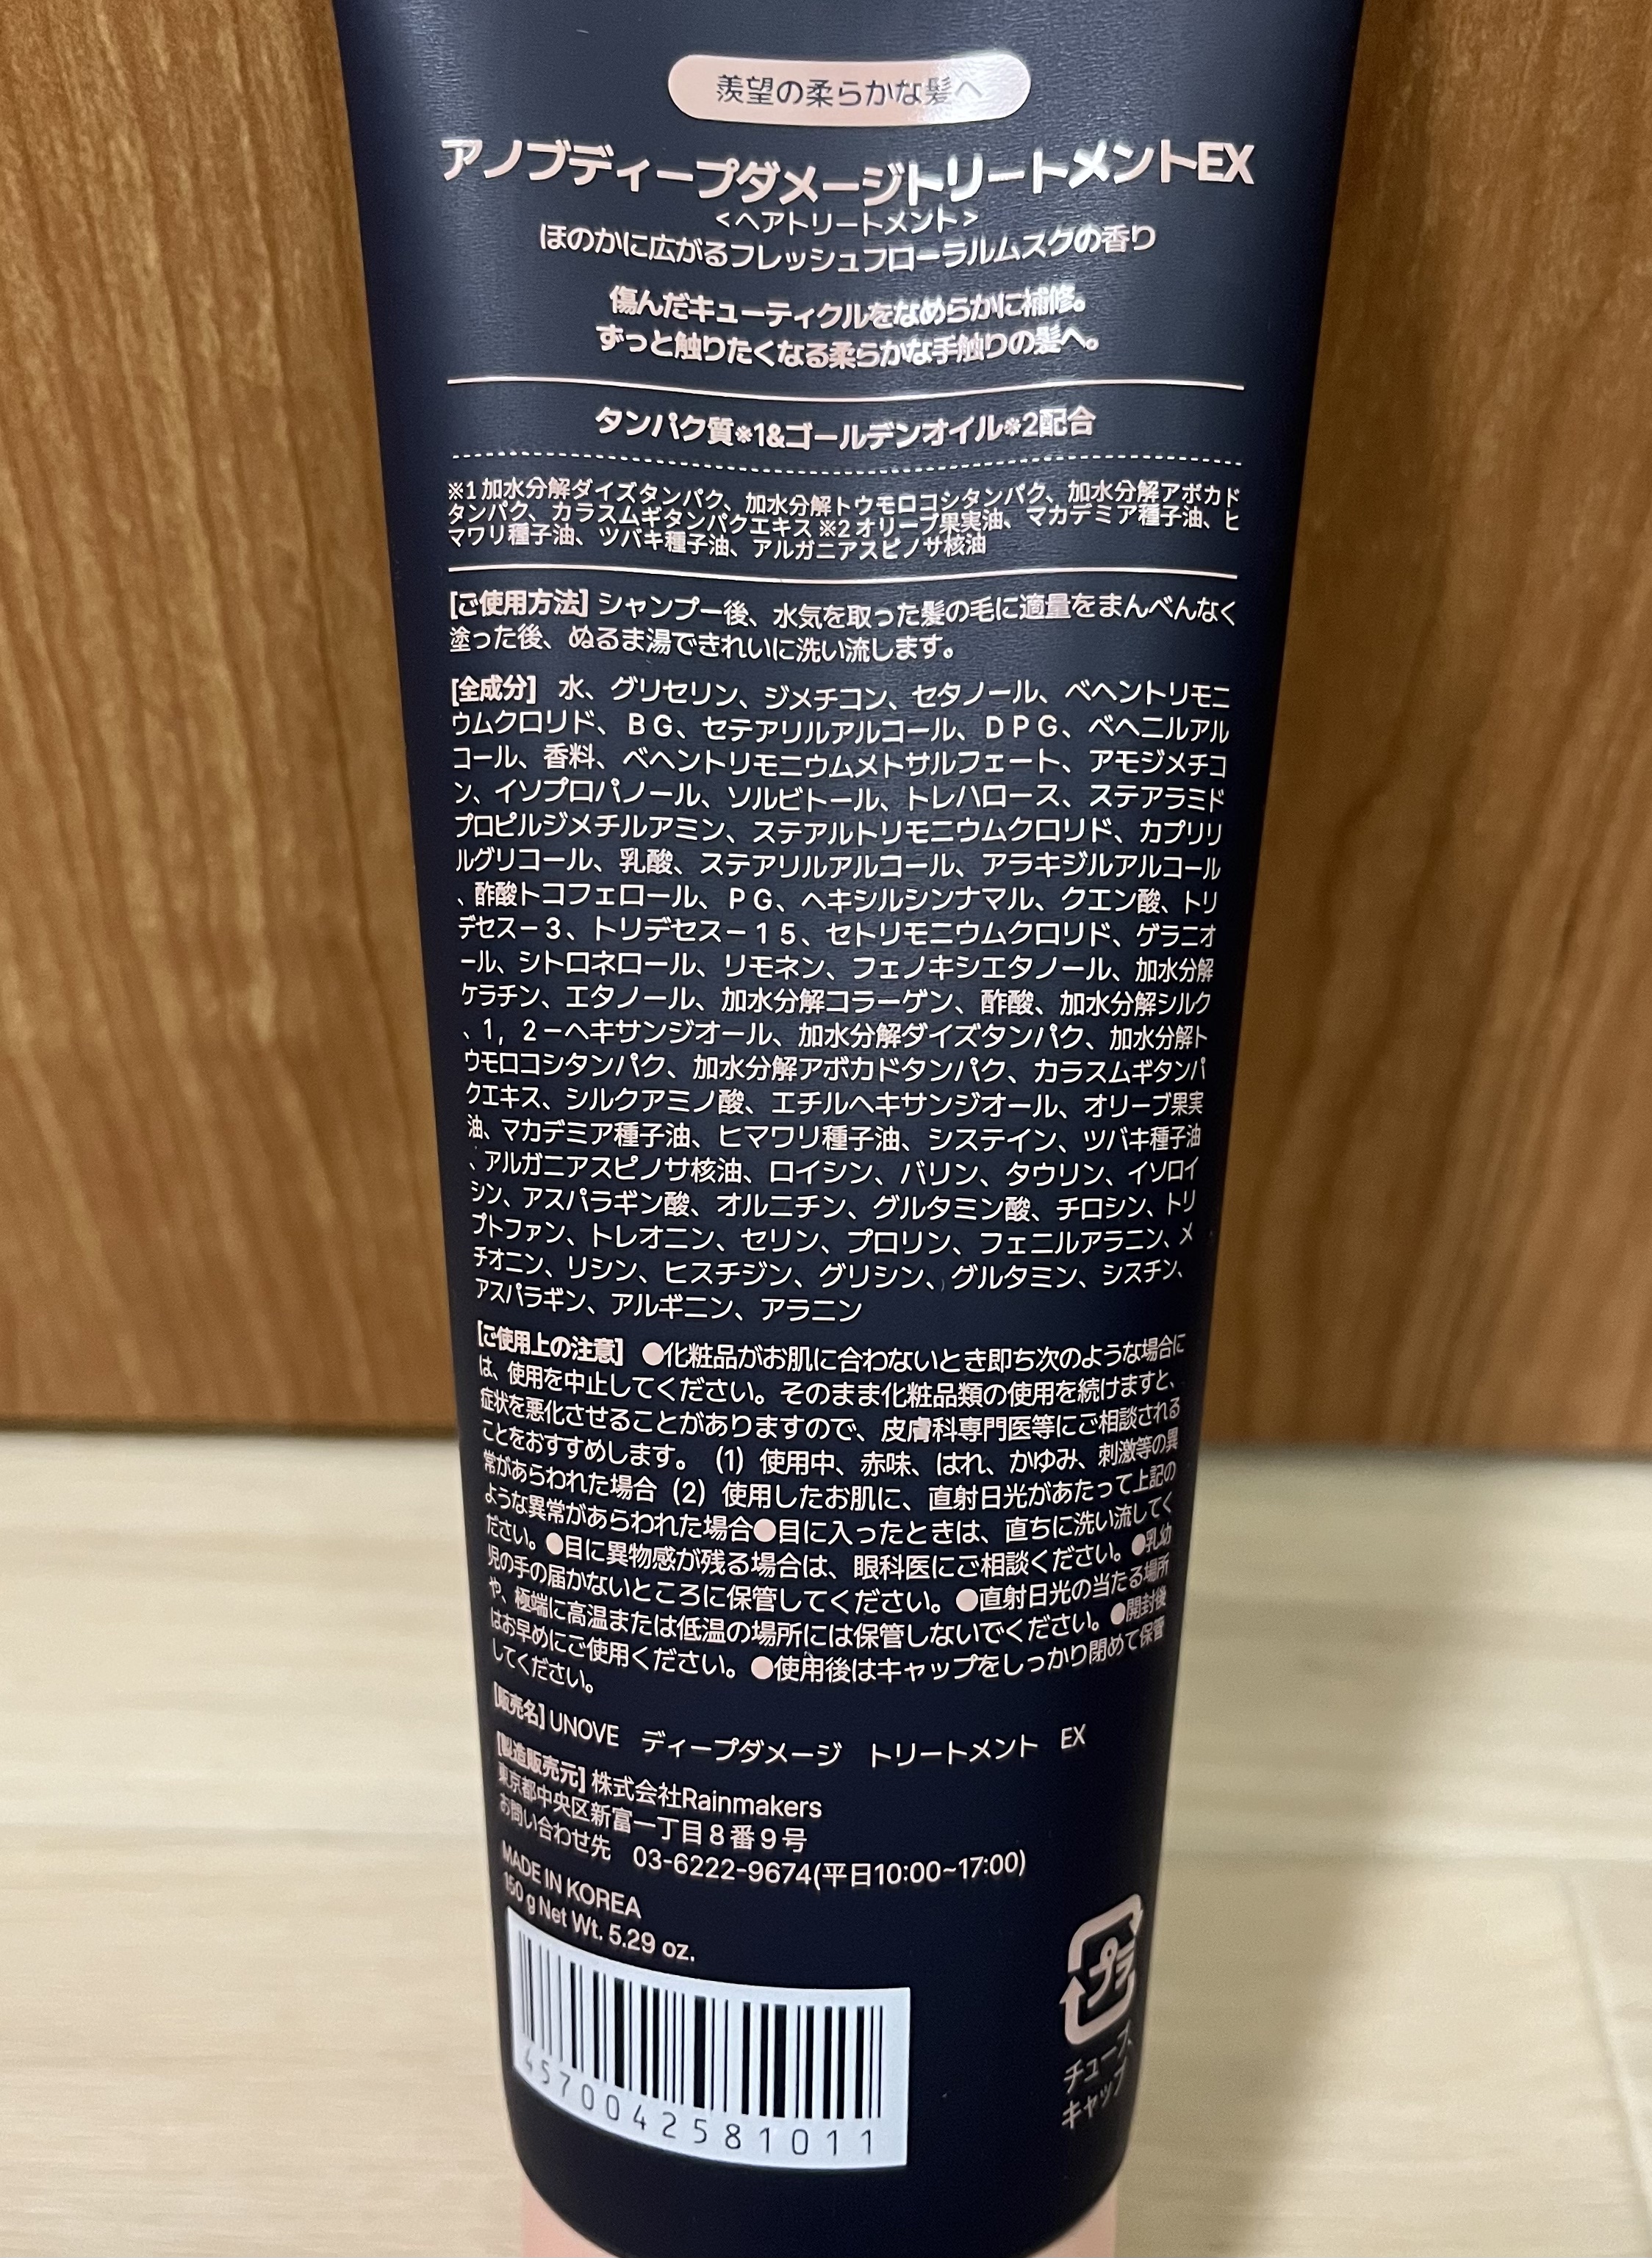 羨望の柔らかな髪へ
アノブディープダメージトリートメントEX
<ヘアトリートメント>
ほのかに広がるフレッシュフローラルムスクの香り
傷んだキューティクルをなめらかに補修。
ずっと触りたくなる柔らかな手触りの髪へ。
タンパク質※1&ゴールデンオイル※2配合
※1 加水分解ダイズタンパク、加水分解トウモロコシタンパク、加水分解アボカド
タンパク、カラスムギタンパクエキス ※2 オリーブ果実油、マカデミア種子油、ヒ
マワリ種子油、ツバキ種子油、アルガニアスピノサ核油
[ご使用方法] シャンプー後、水気を取った髪の毛に適量をまんべんなく
塗った後、ぬるま湯できれいに洗い流します。
[全成分] 水、グリセリン、ジメチコン、セタノール、ベヘントリモニ
ウムクロリド、ＢＧ、セテアリルアルコール、ＤＰＧ、ベヘニルアル
コール、香料、ベヘントリモニウムメトサルフェート、アモジメチコ
ン、イソプロパノール、ソルビトール、トレハロース、ステアラミド
プロピルジメチルアミン、ステアルトリモニウムクロリド、カプリリ
ルグリコール、乳酸、ステアリルアルコール、アラキジルアルコール
、酢酸トコフェロール、ＰＧ、ヘキシルシンナマル、クエン酸、トリ
デセス－３、トリデセス－１５、セトリモニウムクロリド、ゲラニオ
ール、シトロネロール、リモネン、フェノキシエタノール、加水分解
ケラチン、エタノール、加水分解コラーゲン、酢酸、加水分解シルク
、１，２－ヘキサンジオール、加水分解ダイズタンパク、加水分解ト
ウモロコシタンパク、加水分解アボカドタンパク、カラスムギタンパ
クエキス、シルクアミノ酸、エチルヘキサンジオール、オリーブ果実
油、マカデミア種子油、ヒマワリ種子油、システイン、ツバキ種子油
、アルガニアスピノサ核油、ロイシン、バリン、タウリン、イソロイ
シン、アスパラギン酸、オルニチン、グルタミン酸、チロシン、トリ
プトファン、トレオニン、セリン、プロリン、フェニルアラニン、メ
チオニン、リシン、ヒスチジン、グリシン、グルタミン、シスチン、
アスパラギン、アルギニン、アラニン
[ご使用上の注意] ●化粧品がお肌に合わないとき即ち次のような場合に
は、使用を中止してください。そのまま化粧品類の使用を続けますと、
症状を悪化させることがありますので、皮膚科専門医等にご相談される
ことをおすすめします。 (1) 使用中、赤味、はれ、かゆみ、刺激等の異
常があらわれた場合 (2) 使用したお肌に、直射日光があたって上記の
ような異常があらわれた場合●目に入ったときは、直ちに洗い流してく
ださい。●目に異物感が残る場合は、眼科医にご相談ください。●乳幼
児の手の届かないところに保管してください。●直射日光の当たる場所
や、極端に高温または低温の場所には保管しないでください。●開封後
はお早めにご使用ください。●使用後はキャップをしっかり閉めて保管
してください。
[販売名] UNOVE ディープダメージ トリートメント EX
[製造販売元] 株式会社Rainmakers
東京都中央区新富一丁目８番９号
お問い合わせ先 03-6222-9674(平日10:00~17:00)
MADE IN KOREA
150 g Net Wt. 5.29 oz.
4570042581011
プラ
チューブ、
キャップ